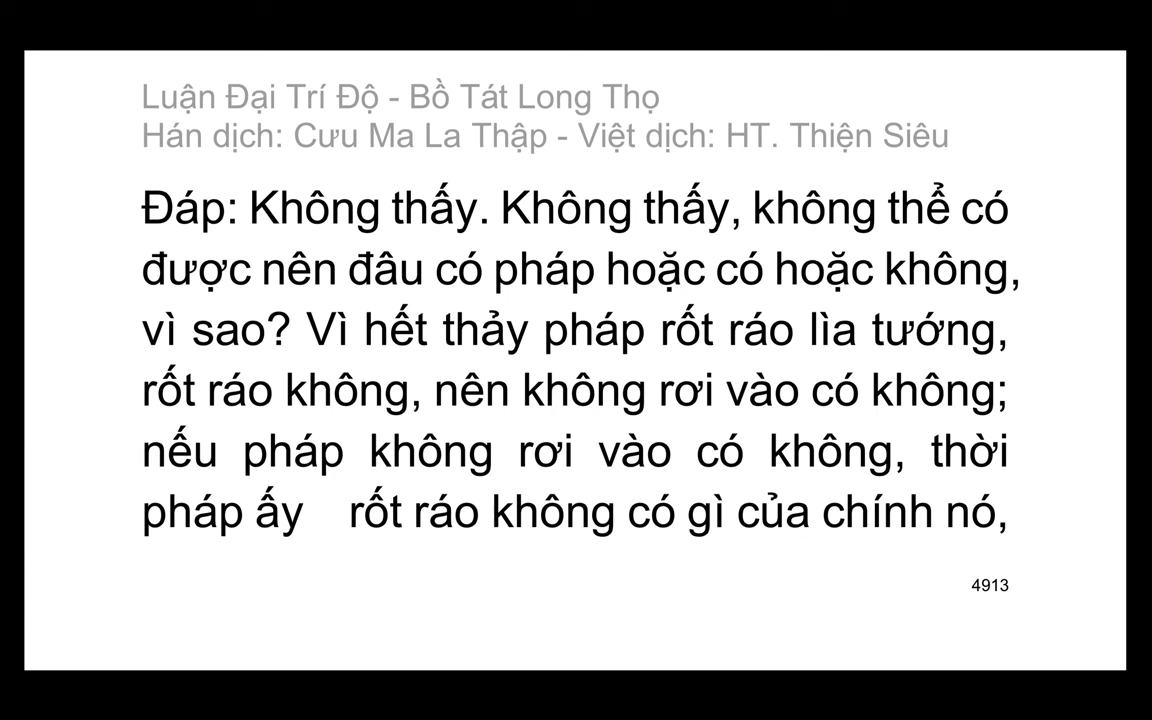 Luận Đại Trí Độ - Bồ Tát Long Thọ
Hán dịch: Cưu Ma La Thập - Việt dịch: HT. Thiện Siêu
Đáp: Không thấy. Không thấy, không thể có
được nên đâu có pháp hoặc có hoặc không,
vì sao? Vì hết thảy pháp rốt ráo lìa tướng,
rốt ráo không, nên không rơi vào có không;
nếu pháp không rơi vào có không, thời
pháp ấy rốt ráo không có gì của chính nó,
4913